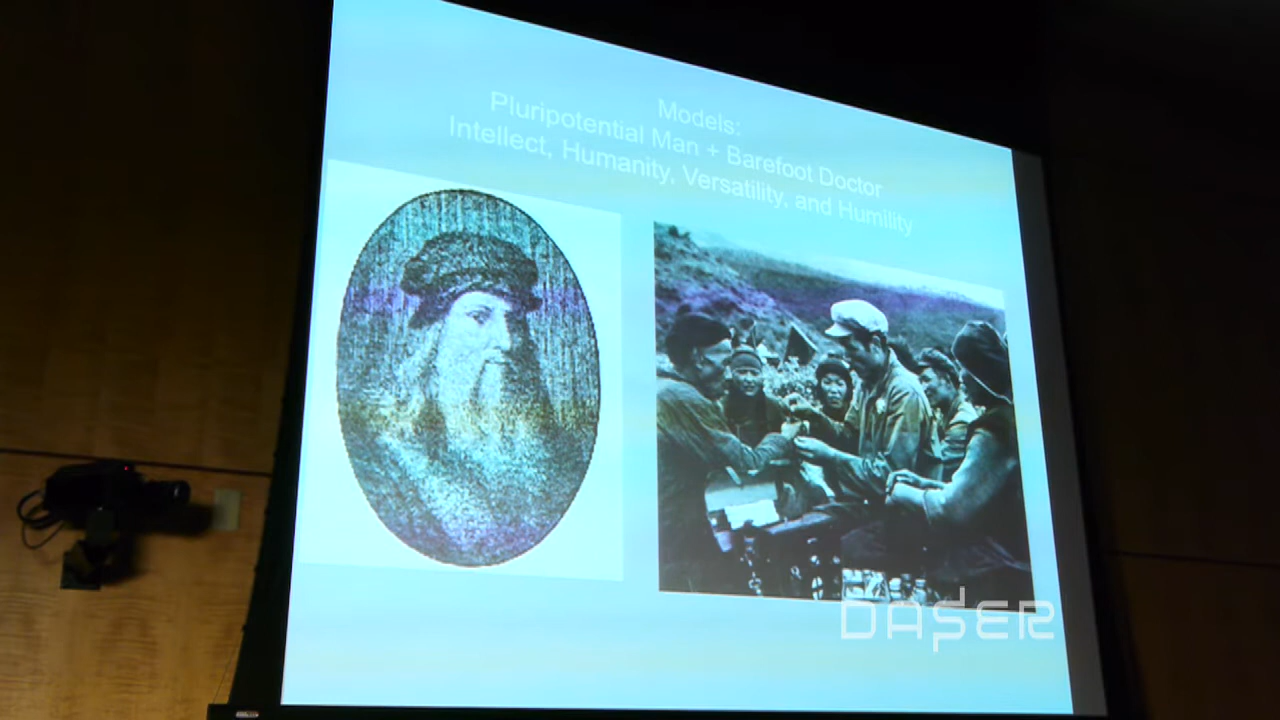 Models:
Pluripotential Man + Barefoot Doctor
Intellect, Humanity, Versatility, and Humility
DASER